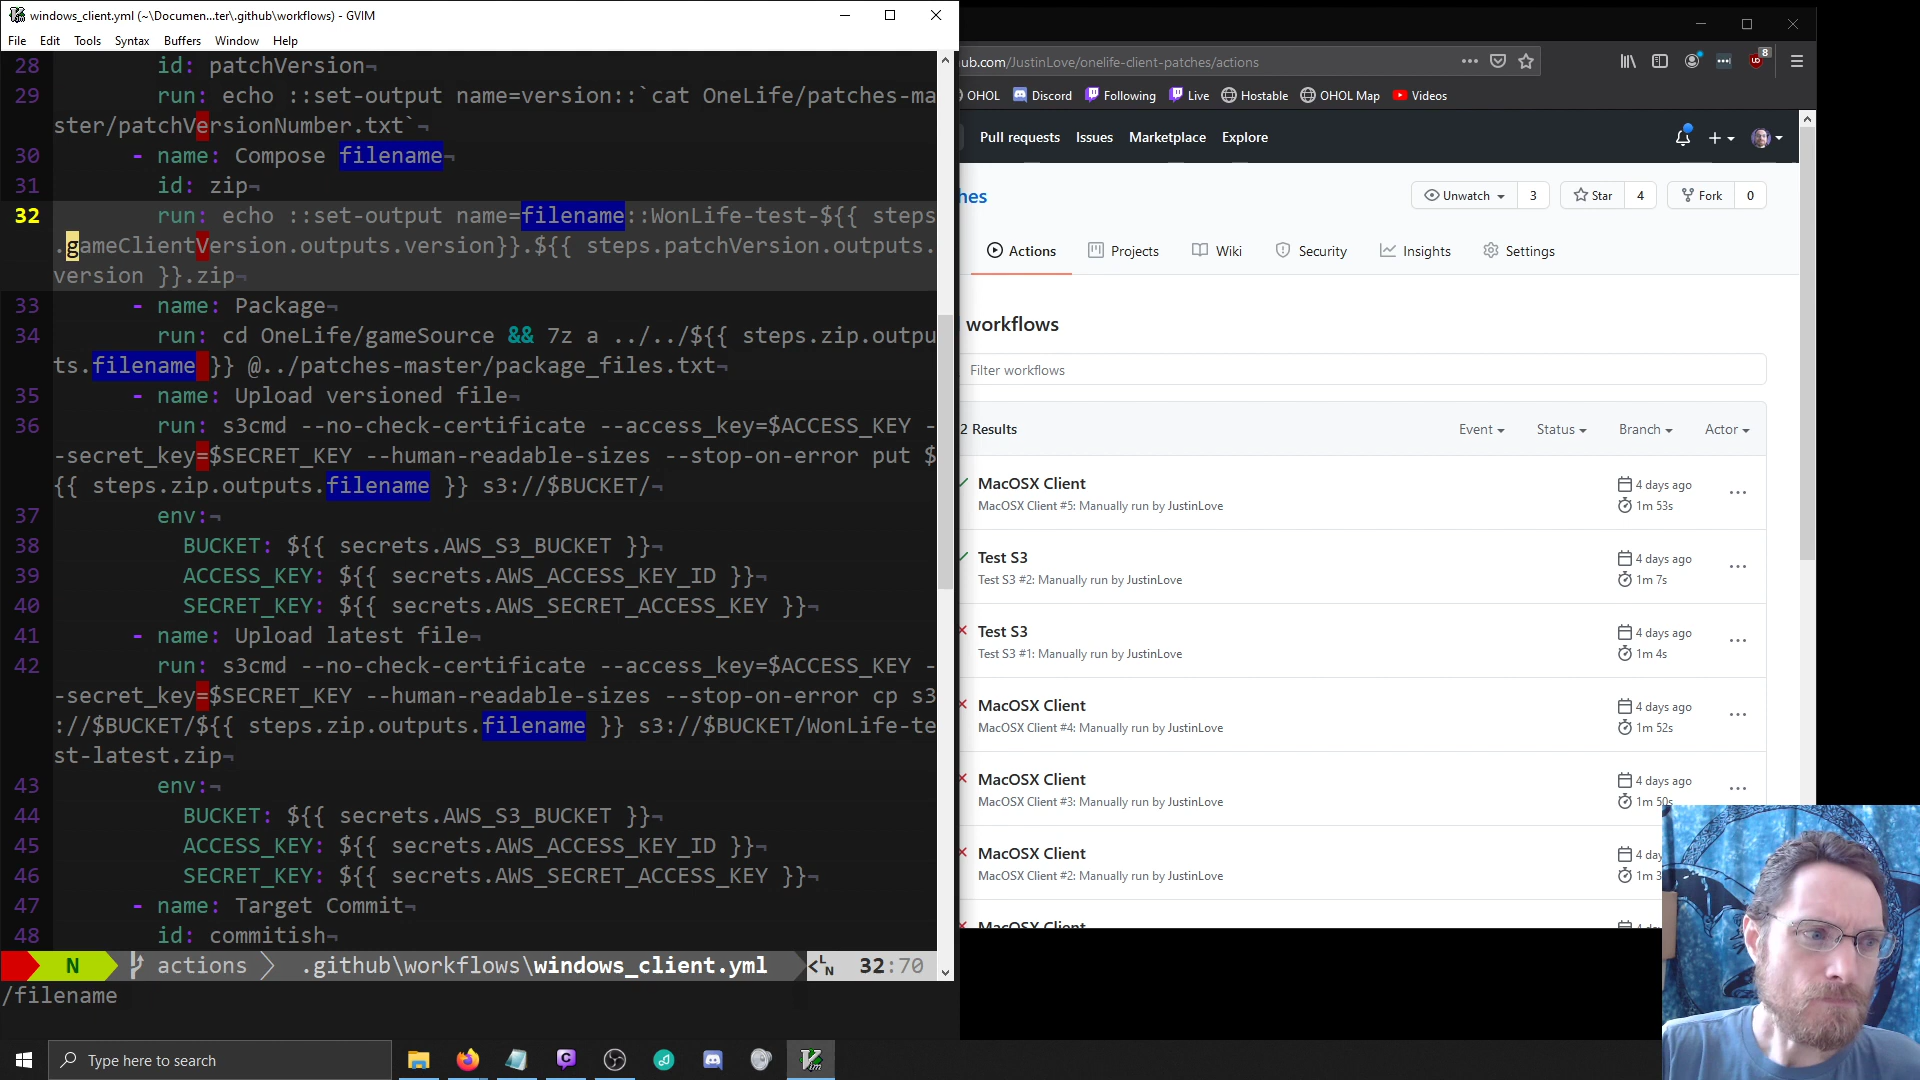 windows_client.yml (~\Documen...ter\.github\workflows) - GVIM
File Edit Tools Syntax Buffers Window Help
28 id: patchVersion¬
29 run: echo ::set-output name=version::`cat OneLife/patches-ma
ster/patchVersionNumber.txt`¬
30 - name: Compose filename¬
31 id: zip¬
32 run: echo ::set-output name=filename::WonLife-test-${{ steps
.gameClientVersion.outputs.version}}.${{ steps.patchVersion.outputs.
version }}.zip¬
33 - name: Package¬
34 run: cd OneLife/gameSource && 7z a ../../${{ steps.zip.outpu
ts.filename }} @../patches-master/package_files.txt¬
35 - name: Upload versioned file¬
36 run: s3cmd --no-check-certificate --access_key=$ACCESS_KEY -
-secret_key=$SECRET_KEY --human-readable-sizes --stop-on-error put $
{{ steps.zip.outputs.filename }} s3://$BUCKET/¬
37 env:¬
38 BUCKET: ${{ secrets.AWS_S3_BUCKET }}¬
39 ACCESS_KEY: ${{ secrets.AWS_ACCESS_KEY_ID }}¬
40 SECRET_KEY: ${{ secrets.AWS_SECRET_ACCESS_KEY }}¬
41 - name: Upload latest file¬
42 run: s3cmd --no-check-certificate --access_key=$ACCESS_KEY -
-secret_key=$SECRET_KEY --human-readable-sizes --stop-on-error cp s3
://$BUCKET/${{ steps.zip.outputs.filename }} s3://$BUCKET/WonLife-te
st-latest.zip¬
43 env:¬
44 BUCKET: ${{ secrets.AWS_S3_BUCKET }}¬
45 ACCESS_KEY: ${{ secrets.AWS_ACCESS_KEY_ID }}¬
46 SECRET_KEY: ${{ secrets.AWS_SECRET_ACCESS_KEY }}¬
47 - name: Target Commit¬
48 id: commitish¬
N actions .github\workflows\windows_client.yml LN 32:70
/filename
ub.com/JustinLove/onelife-client-patches/actions
8
OHOL Discord Following Live Hostable OHOL Map Videos
Pull requests Issues Marketplace Explore
hes
Unwatch 3 Star 4 Fork 0
Actions Projects Wiki Security Insights Settings
workflows
Filter workflows
2 Results Event Status Branch Actor
MacOSX Client 4 days ago
MacOSX Client #5: Manually run by JustinLove 1m 53s
Test S3 4 days ago
Test S3 #2: Manually run by JustinLove 1m 7s
Test S3 4 days ago
Test S3 #1: Manually run by JustinLove 1m 4s
MacOSX Client 4 days ago
MacOSX Client #4: Manually run by JustinLove 1m 52s
MacOSX Client 4 days ago
MacOSX Client #3: Manually run by JustinLove 1m 50s
MacOSX Client 4 day
MacOSX Client #2: Manually run by JustinLove 1m 3
MacOSX Client
Type here to search